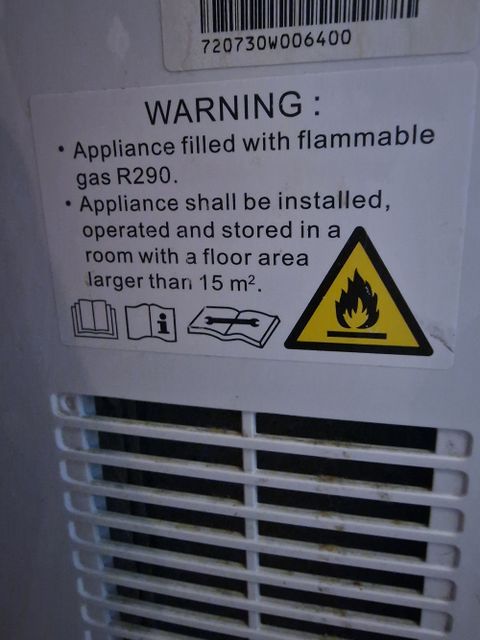 720730W006400
WARNING :
• Appliance filled with flammable
gas R290.
• Appliance shall be installed,
operated and stored in a
room with a floor area
larger than 15 m².
i